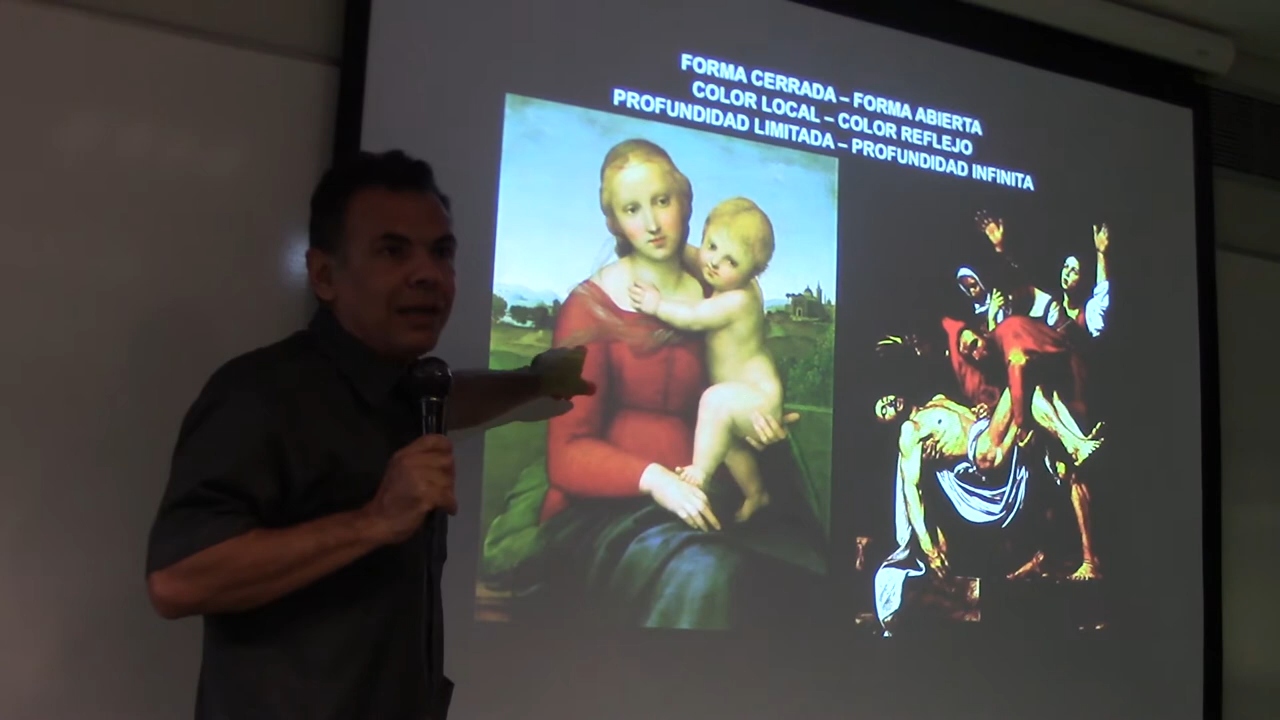 FORMA CERRADA – FORMA ABIERTA
COLOR LOCAL – COLOR REFLEJO
PROFUNDIDAD LIMITADA – PROFUNDIDAD INFINITA